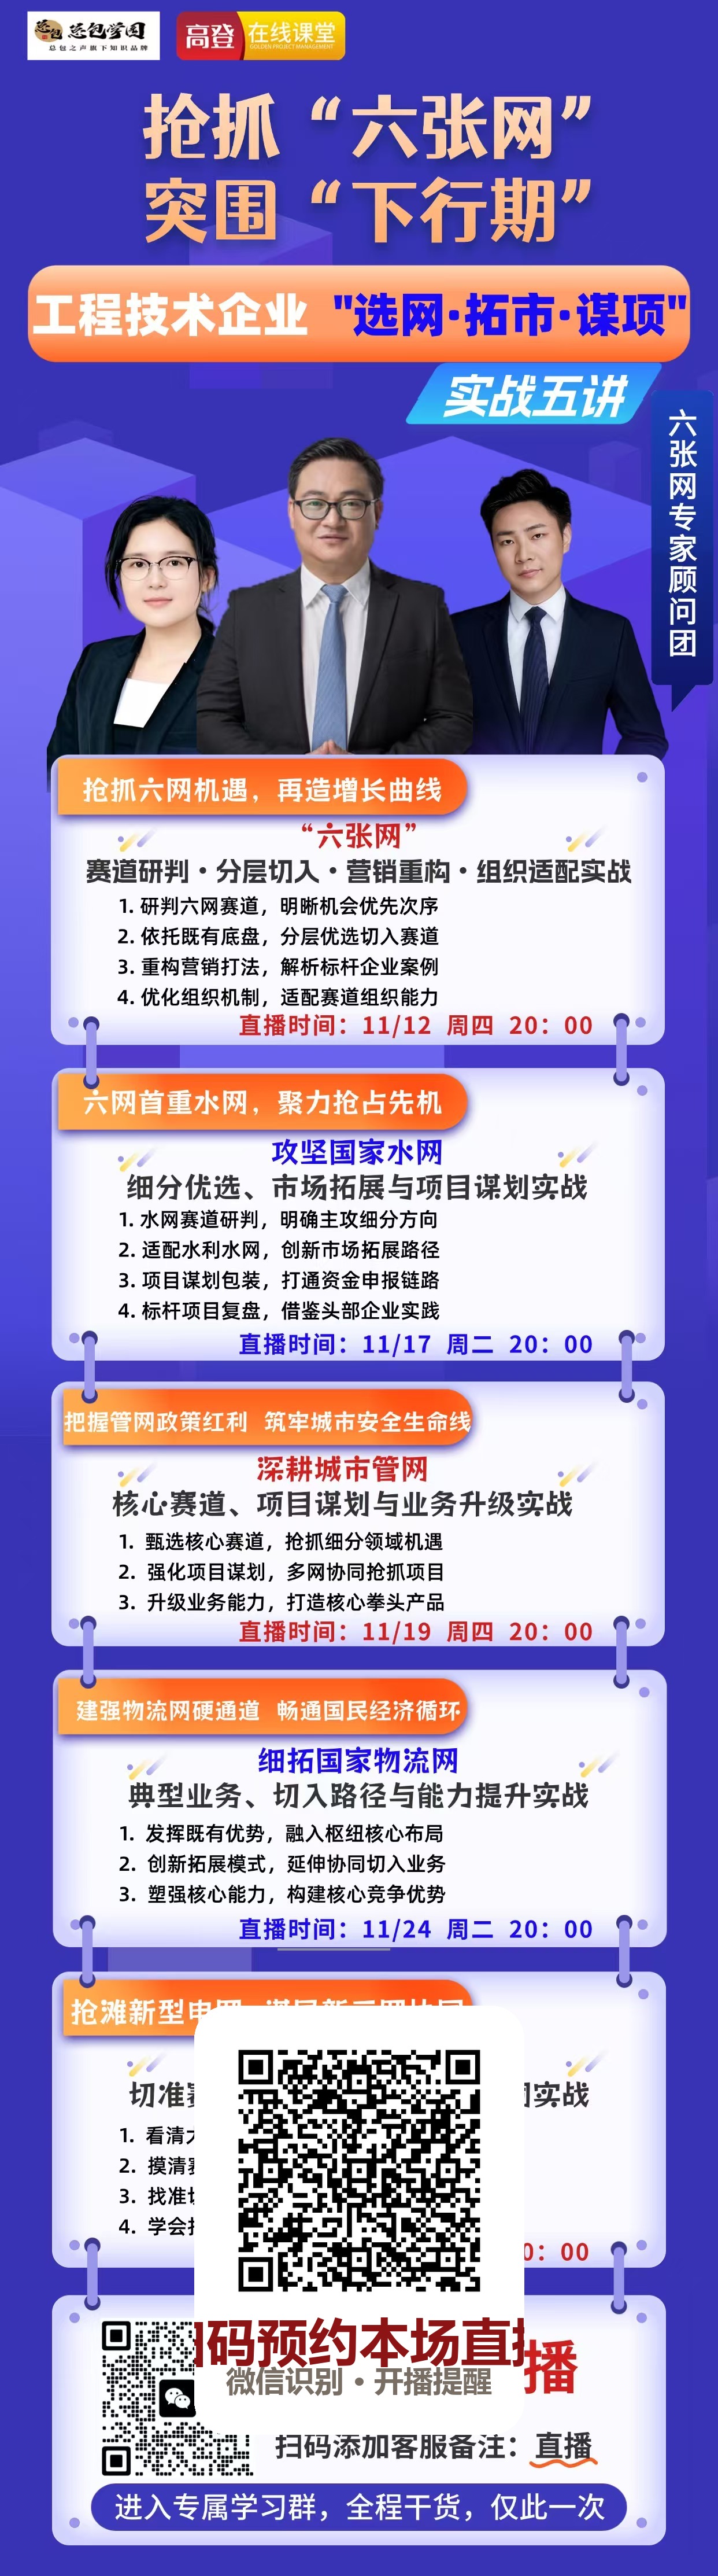 总包 总包学园
总包之声旗下知识品牌
高登 在线课堂
GOLDEN PROJECT MANAGEMENT
抢抓“六张网”
突围“下行期”
工程技术企业 "选网·拓市·谋项"
实战五讲
六张网专家顾问团
抢抓六网机遇，再造增长曲线
“六张网”
赛道研判·分层切入·营销重构·组织适配实战
1. 研判六网赛道，明晰机会优先次序
2. 依托既有底盘，分层优选切入赛道
3. 重构营销打法，解析标杆企业案例
4. 优化组织机制，适配赛道组织能力
直播时间：11/12 周四 20：00
六网首重水网，聚力抢占先机
攻坚国家水网
细分优选、市场拓展与项目谋划实战
1. 水网赛道研判，明确主攻细分方向
2. 适配水利水网，创新市场拓展路径
3. 项目谋划包装，打通资金申报链路
4. 标杆项目复盘，借鉴头部企业实践
直播时间：11/17 周二 20：00
把握管网政策红利 筑牢城市安全生命线
深耕城市管网
核心赛道、项目谋划与业务升级实战
1. 甄选核心赛道，抢抓细分领域机遇
2. 强化项目谋划，多网协同抢抓项目
3. 升级业务能力，打造核心拳头产品
直播时间：11/19 周四 20：00
建强物流网硬通道 畅通国民经济循环
细拓国家物流网
典型业务、切入路径与能力提升实战
1. 发挥既有优势，融入枢纽核心布局
2. 创新拓展模式，延伸协同切入业务
3. 塑强核心能力，构建核心竞争优势
直播时间：11/24 周二 20：00
抢滩新型电
切准 实战
1. 看清
2. 摸清
3. 找准
4. 学会
0：00
码预约本场直
微信识别·开播提醒
播
扫码添加客服备注：直播
进入专属学习群，全程干货，仅此一次